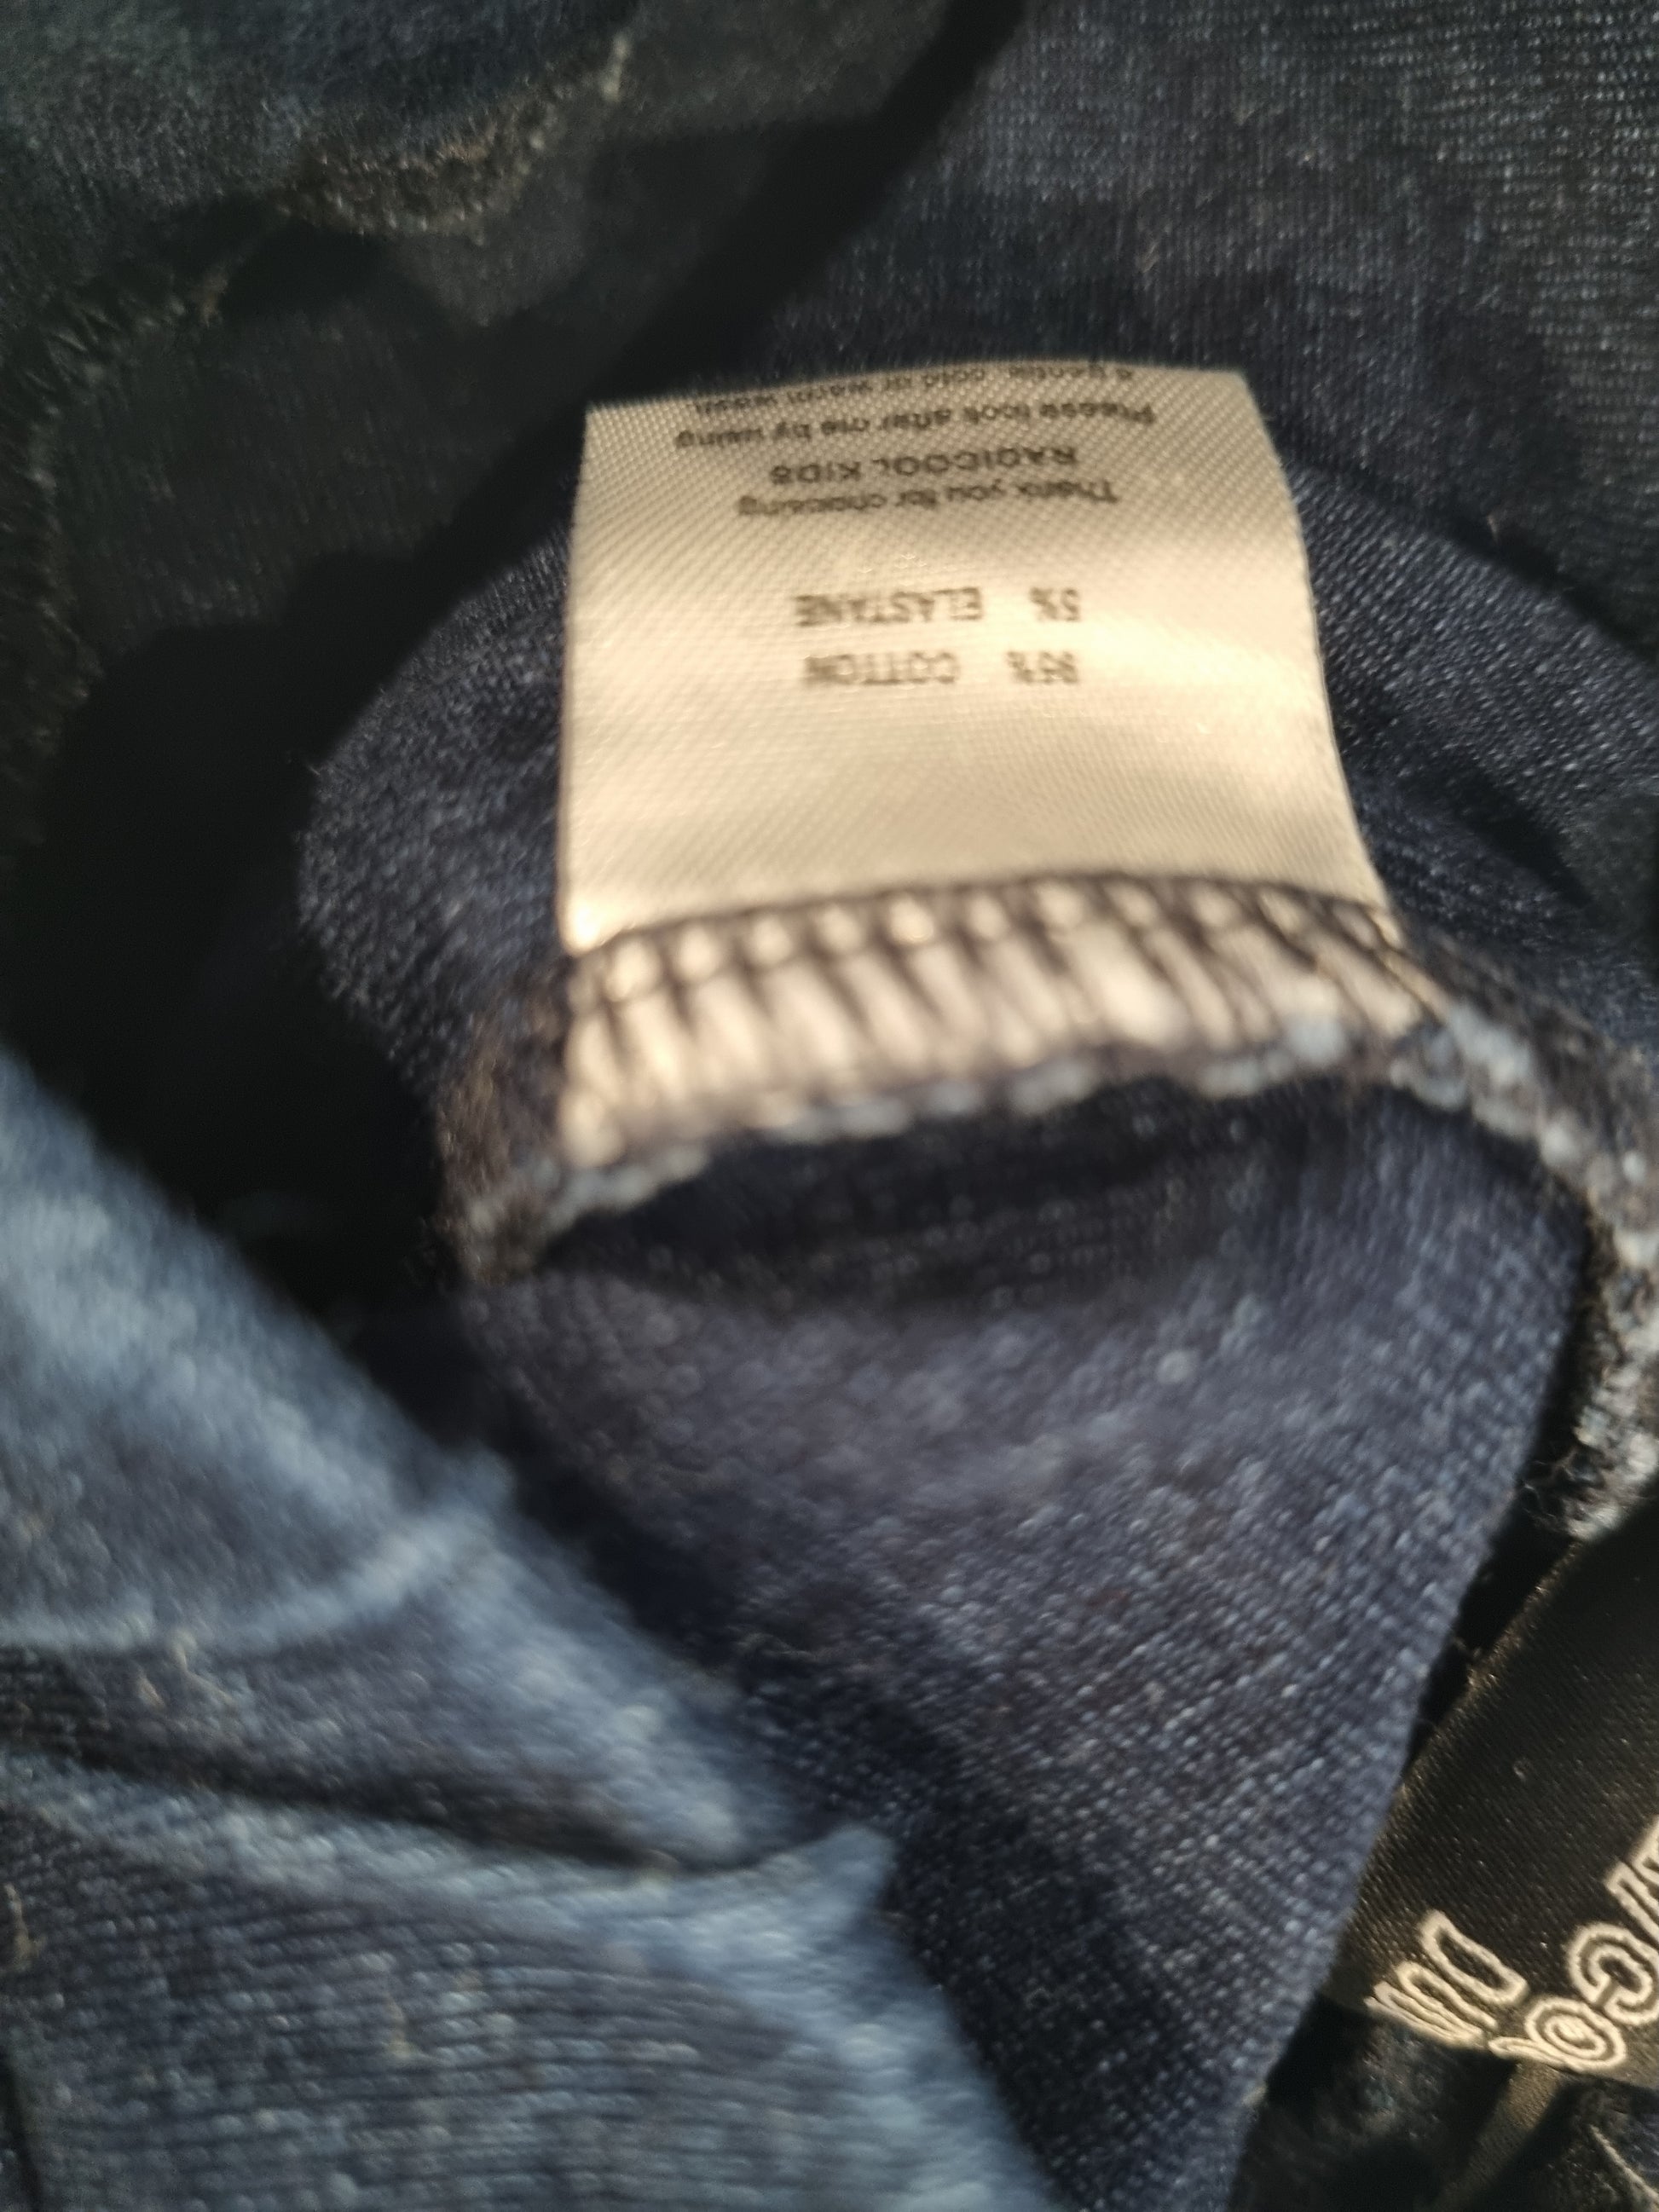 95% COTTON
5% ELASTANE
Thank you for choosing
RADICOOL KIDS
Please look after me by using
a gentle, cold or warm wash